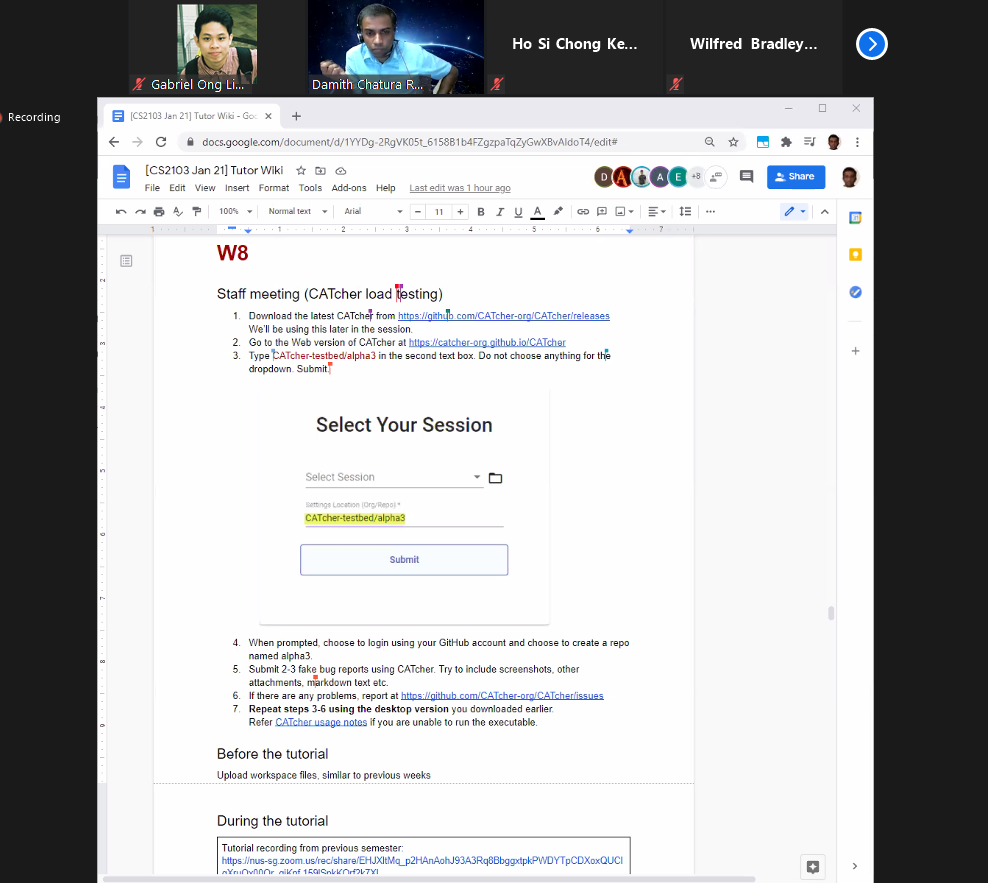 Ho Si Chong Ke...
Wilfred Bradley...
Gabriel Ong Li...
Damith Chatura R...
Recording
[CS2103 Jan 21] Tutor Wiki - Goo
docs.google.com/document/d/1YYDg-2RgVK05t_6158B1b4FZgzpaTqZyGwXBvAIdoT4/edit#
[CS2103 Jan 21] Tutor Wiki
D A A E +8
Share
File Edit View Insert Format Tools Add-ons Help Last edit was 1 hour ago
100% Normal text Arial 11 B I U A
1 1 2 3 4 5 6 7
W8
Staff meeting (CATcher load testing)
1. Download the latest CATcher from https://github.com/CATcher-org/CATcher/releases
We'll be using this later in the session.
2. Go to the Web version of CATcher at https://catcher-org.github.io/CATcher
3. Type CATcher-testbed/alpha3 in the second text box. Do not choose anything for the
dropdown. Submit.
Select Your Session
Select Session
Settings Location (Org/Repo) *
CATcher-testbed/alpha3
Submit
4. When prompted, choose to login using your GitHub account and choose to create a repo
named alpha3.
5. Submit 2-3 fake bug reports using CATcher. Try to include screenshots, other
attachments, markdown text etc.
6. If there are any problems, report at https://github.com/CATcher-org/CATcher/issues
7. Repeat steps 3-6 using the desktop version you downloaded earlier.
Refer CATcher usage notes if you are unable to run the executable.
Before the tutorial
Upload workspace files, similar to previous weeks
During the tutorial
Tutorial recording from previous semester:
https://nus-sg.zoom.us/rec/share/EHJXItMq_p2HAnAohJ93A3Rq8BbggxtpkPWDYTpCDXoxQUCl